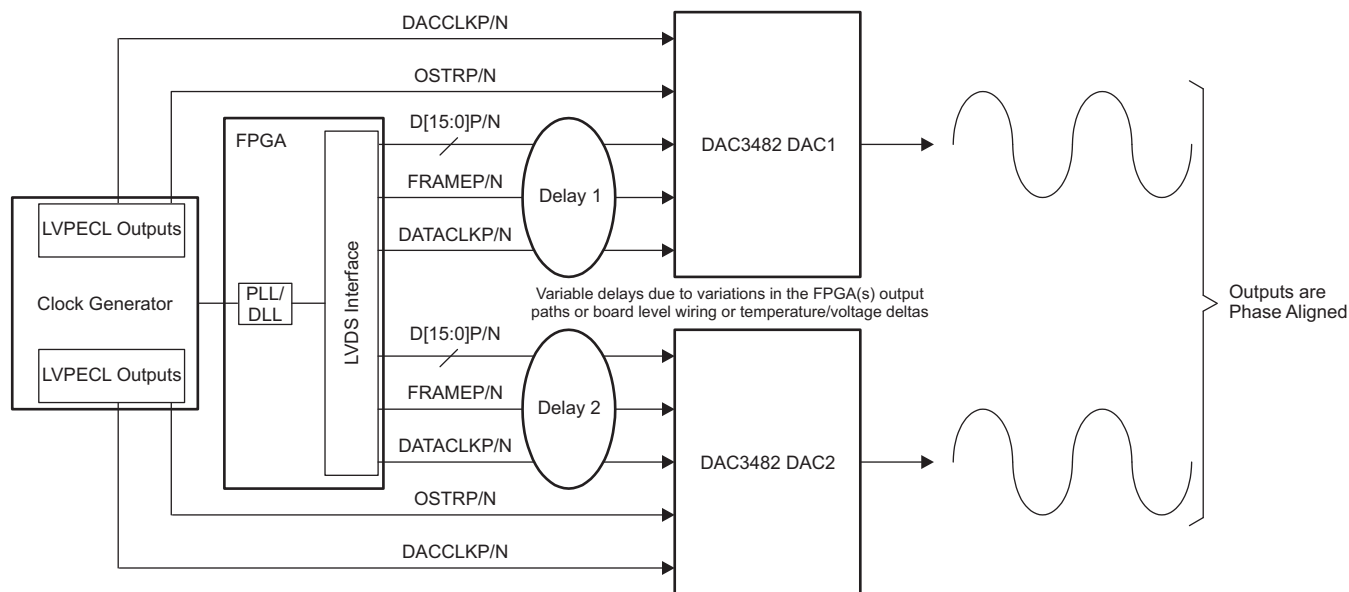 DACCLKP/N
OSTRP/N
FPGA
D[15:0]P/N
FRAMEP/N
DATACLKP/N
Delay 1
DAC3482 DAC1
LVPECL Outputs
Clock Generator
LVPECL Outputs
PLL/
DLL
LVDS Interface
Variable delays due to variations in the FPGA(s) output
paths or board level wiring or temperature/voltage deltas
Outputs are
Phase Aligned
D[15:0]P/N
FRAMEP/N
DATACLKP/N
Delay 2
DAC3482 DAC2
OSTRP/N
DACCLKP/N